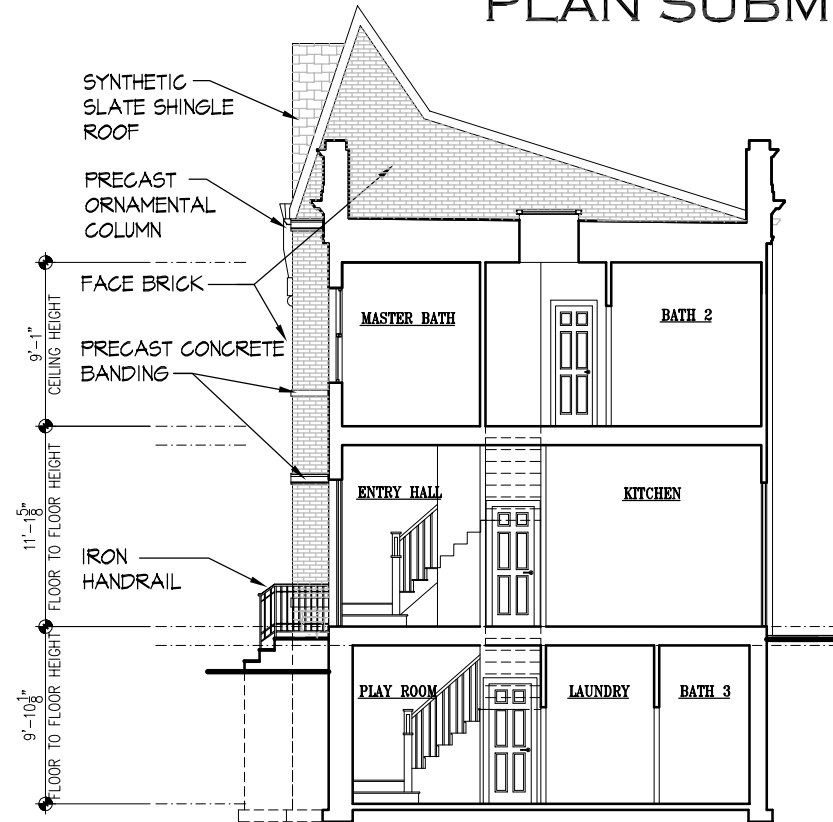 PLAN SUBM
SYNTHETIC
SLATE SHINGLE
ROOF
PRECAST
ORNAMENTAL
COLUMN
FACE BRICK
PRECAST CONCRETE
BANDING
IRON
HANDRAIL
9'-1"
CEILING HEIGHT
11'-1 5/8"
FLOOR TO FLOOR HEIGHT
9'-10 1/8"
FLOOR TO FLOOR HEIGHT
MASTER BATH
BATH 2
ENTRY HALL
KITCHEN
PLAY ROOM
LAUNDRY
BATH 3